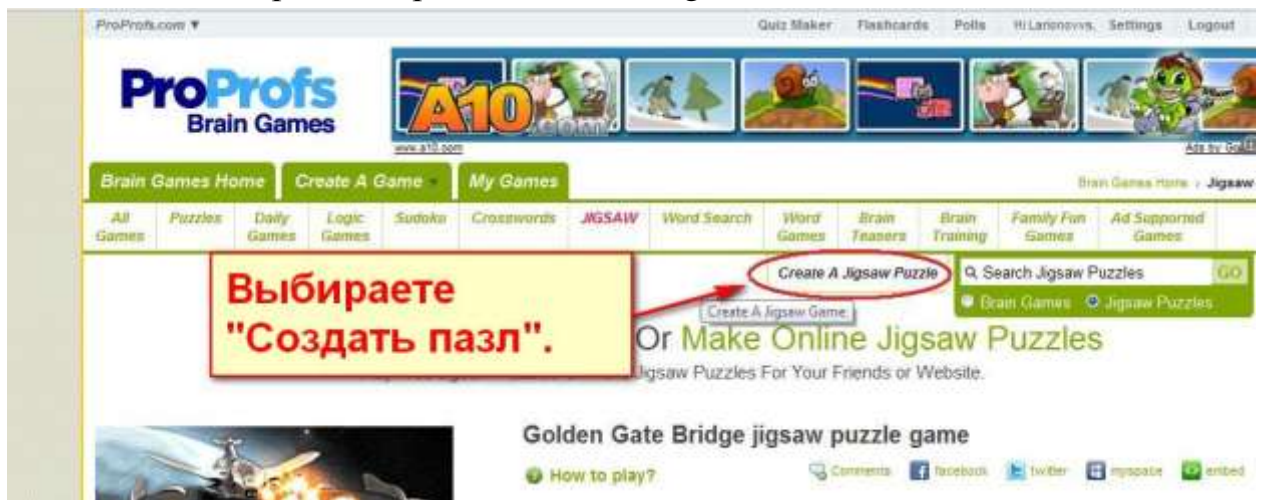 ProProfs.com ▼
Quiz Maker Flashcards Polls Hi Larionovvs, Settings Logout
ProProfs
Brain Games
A10
.com
www.a10.com
Ads by
Brain Games Home Create A Game My Games
Brain Games Home › Jigsaw
All Games Puzzles Daily Games Logic Games Sudoku Crosswords JIGSAW Word Search Word Games Brain Teasers Brain Training Family Fun Games Ad Supported Games
Выбираете
"Создать пазл".
Create A Jigsaw Puzzle
Search Jigsaw Puzzles GO
Create A Jigsaw Game
Brain Games Jigsaw Puzzles
Or Make Online Jigsaw Puzzles
Jigsaw Puzzles For Your Friends or Website.
Golden Gate Bridge jigsaw puzzle game
How to play?
Comments facebook twitter myspace embed